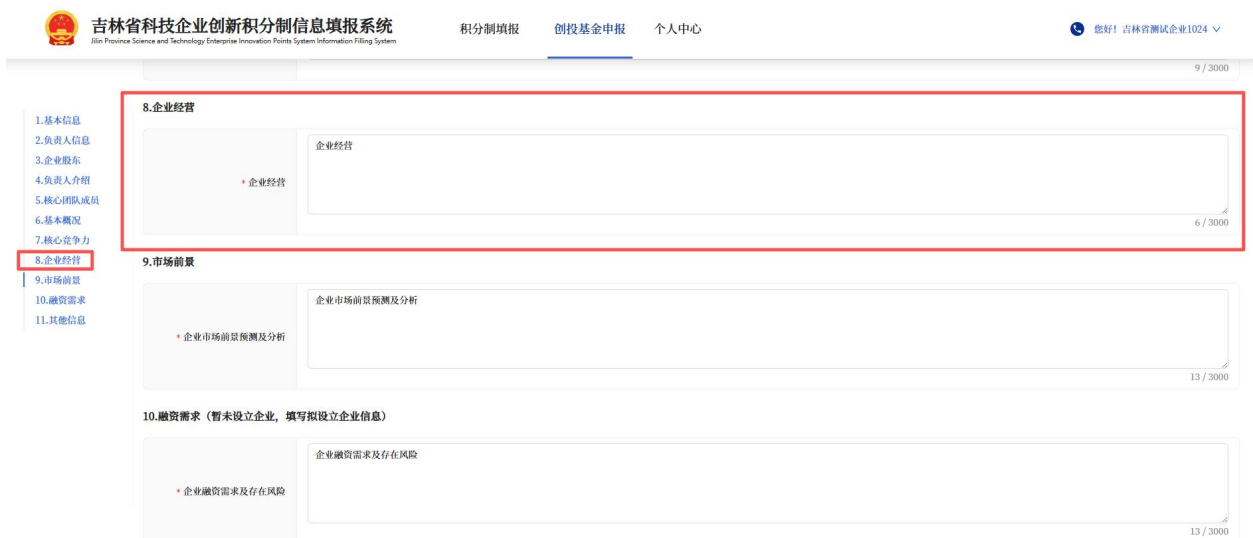 吉林省科技企业创新积分制信息填报系统
Jilin Province Science and Technology Enterprise Innovation Points System Information Filling System
积分制填报 创投基金申报 个人中心
您好！吉林省测试企业1024
9 / 3000
1.基本信息
2.负责人信息
3.企业股东
4.负责人介绍
5.核心团队成员
6.基本概况
7.核心竞争力
8.企业经营
9.市场前景
10.融资需求
11.其他信息
8.企业经营
* 企业经营
企业经营
6 / 3000
9.市场前景
* 企业市场前景预测及分析
企业市场前景预测及分析
13 / 3000
10.融资需求（暂未设立企业，填写拟设立企业信息）
* 企业融资需求及存在风险
企业融资需求及存在风险
13 / 3000